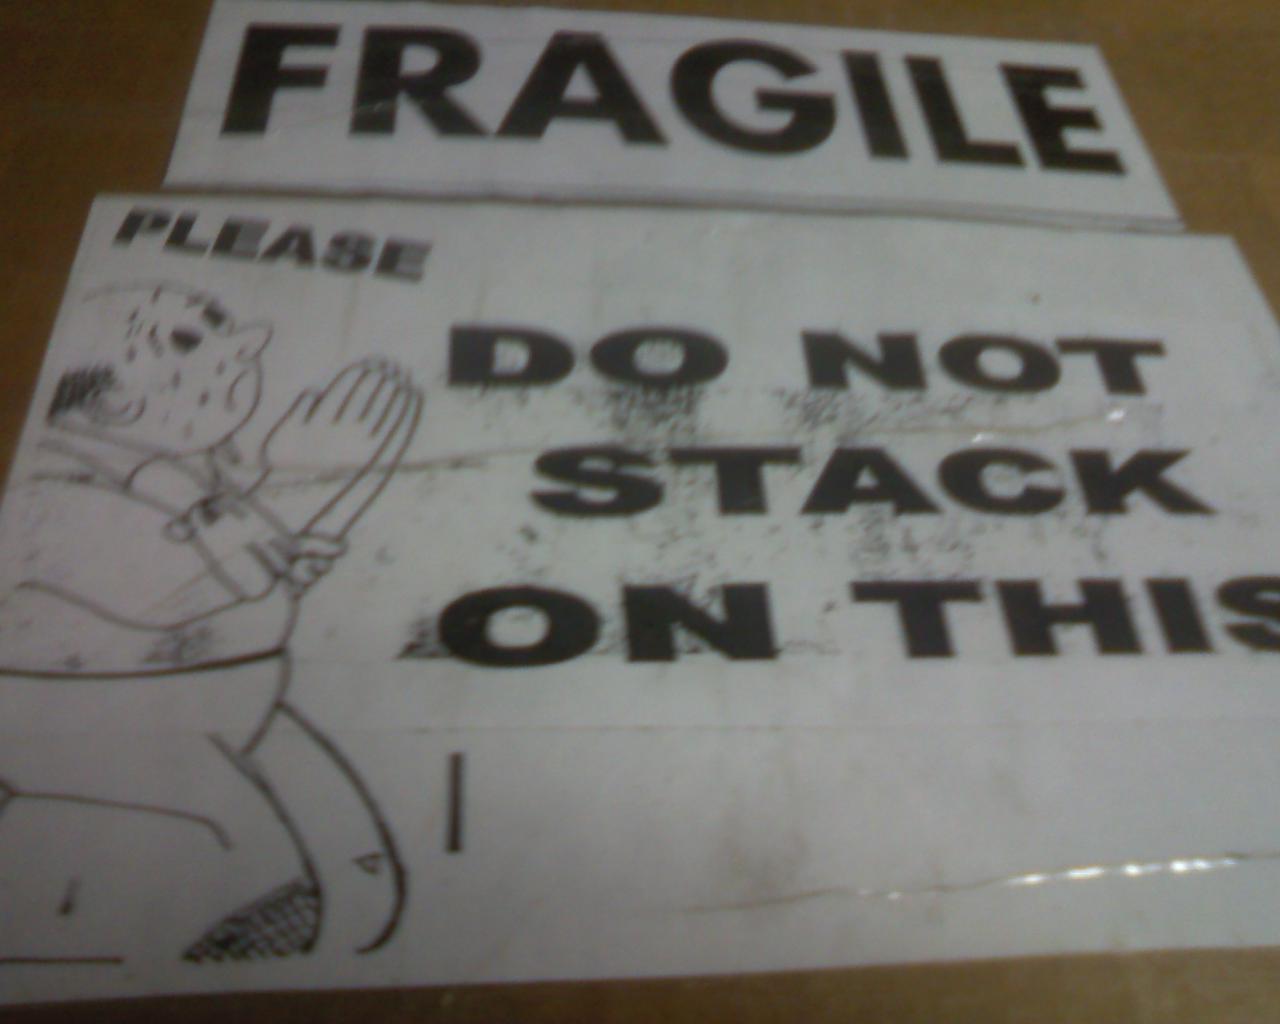 FRAGILE
PLEASE
DO NOT
STACK
ON THIS